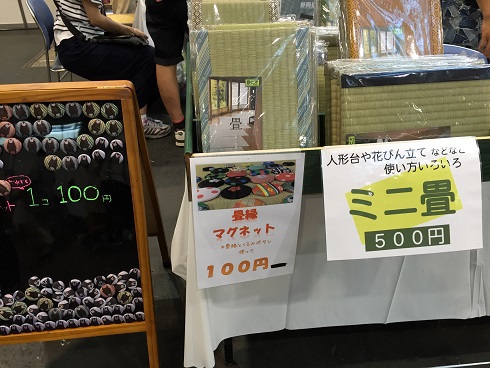 1コ 100円
畳
畳縁
マグネット
100円
人形台や花びん立て などなど
使い方いろいろ
ミニ畳
500円